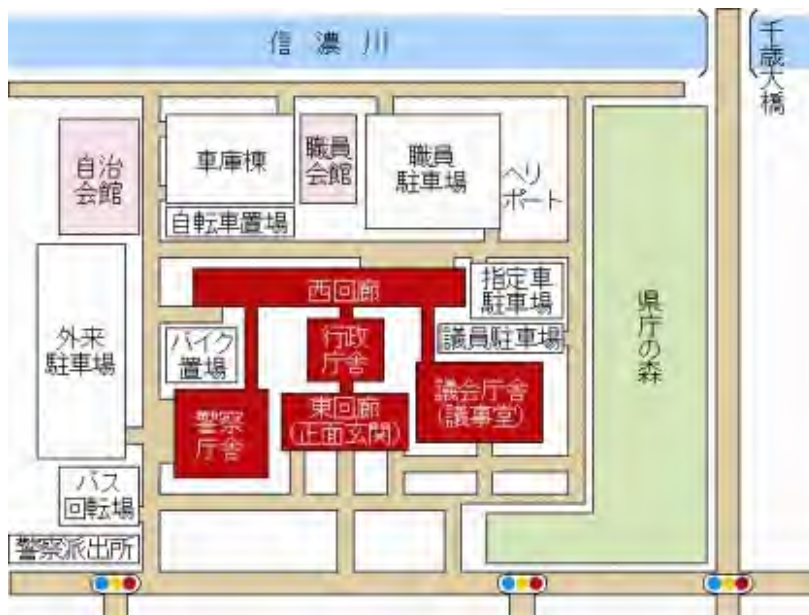 信濃川
千歳大橋
自治
会館
車庫棟
職員
会館
職員
駐車場
ヘリ
ポート
自転車置場
外来
駐車場
西回廊
指定車
駐車場
議員駐車場
バイク
置場
行政
庁舎
県庁の森
警察
庁舎
東回廊
(正面玄関)
議会庁舎
(議事堂)
バス
回転場
警察派出所